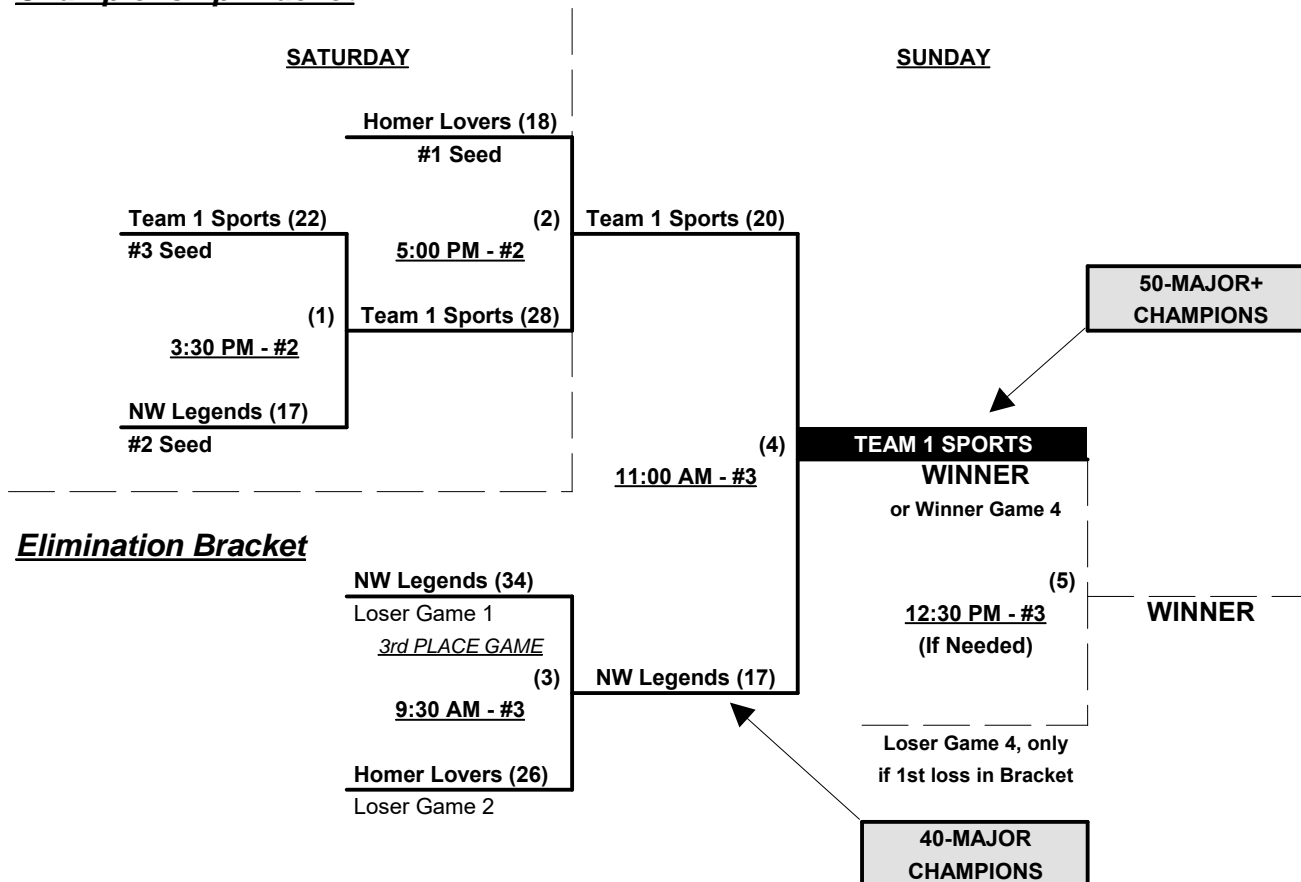 SATURDAY
SUNDAY
Homer Lovers (18)
#1 Seed
Team 1 Sports (22)
(2)
Team 1 Sports (20)
#3 Seed
5:00 PM - #2
50-MAJOR+
CHAMPIONS
(1)
Team 1 Sports (28)
3:30 PM - #2
NW Legends (17)
#2 Seed
(4)
TEAM 1 SPORTS
11:00 AM - #3
WINNER
or Winner Game 4
Elimination Bracket
NW Legends (34)
(5)
Loser Game 1
12:30 PM - #3
WINNER
3rd PLACE GAME
(If Needed)
(3)
NW Legends (17)
9:30 AM - #3
Loser Game 4, only
if 1st loss in Bracket
Homer Lovers (26)
Loser Game 2
40-MAJOR
CHAMPIONS